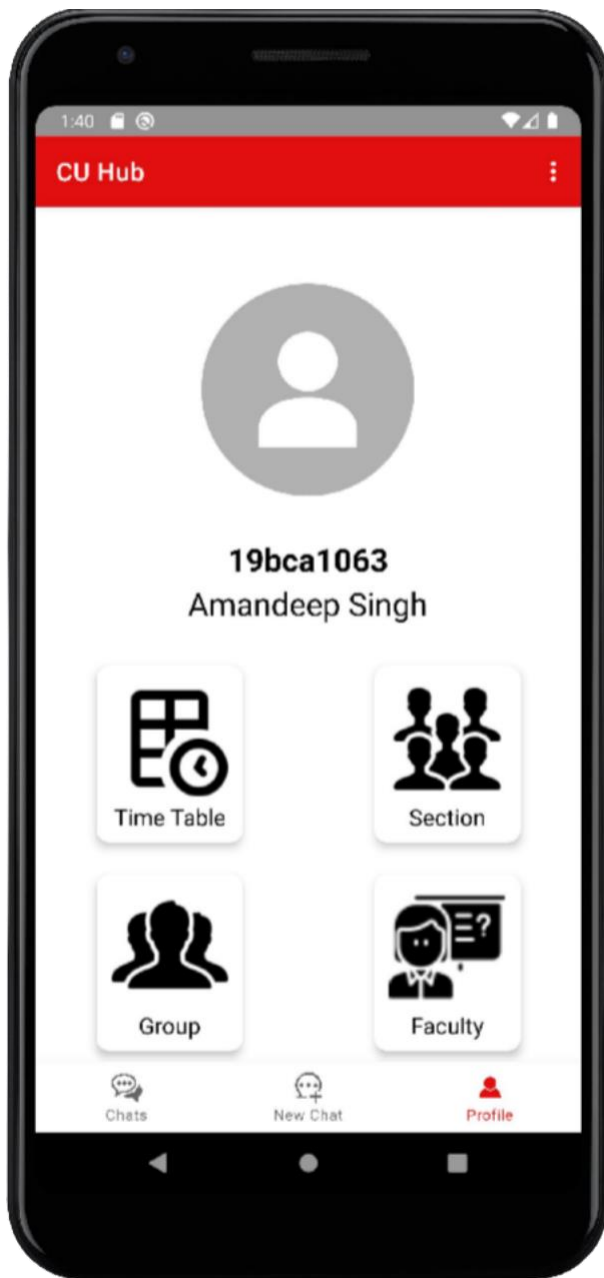 1:40
CU Hub
19bca1063
Amandeep Singh
Time Table
Section
?
Group
Faculty
Chats
New Chat
Profile